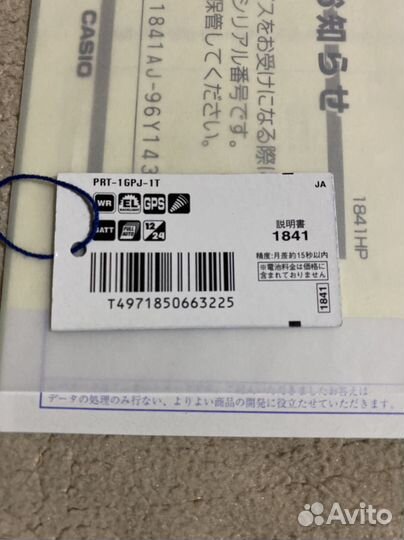 お知らせ
スをお受けになる際に
シリアル番号です。
保管してください。
1841AJ-96Y143
CASIO
1841HP
PRT-1GPJ-1T
JA
WR
EL
BACKLIGHT
GPS
BATT
FULL
AUTO
12/24
説明書
1841
精度:月差約15秒以内
※電池料金は価格に
含まれておりません
1841
T4971850663225
データの処理のみ行ない、よりよい商品の開発に役立たせていただきます。
Avito